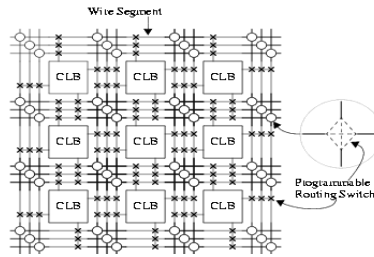 Wire Segment
CLB CLB CLB
CLB CLB CLB
CLB CLB CLB
Programmable
Routing Switch